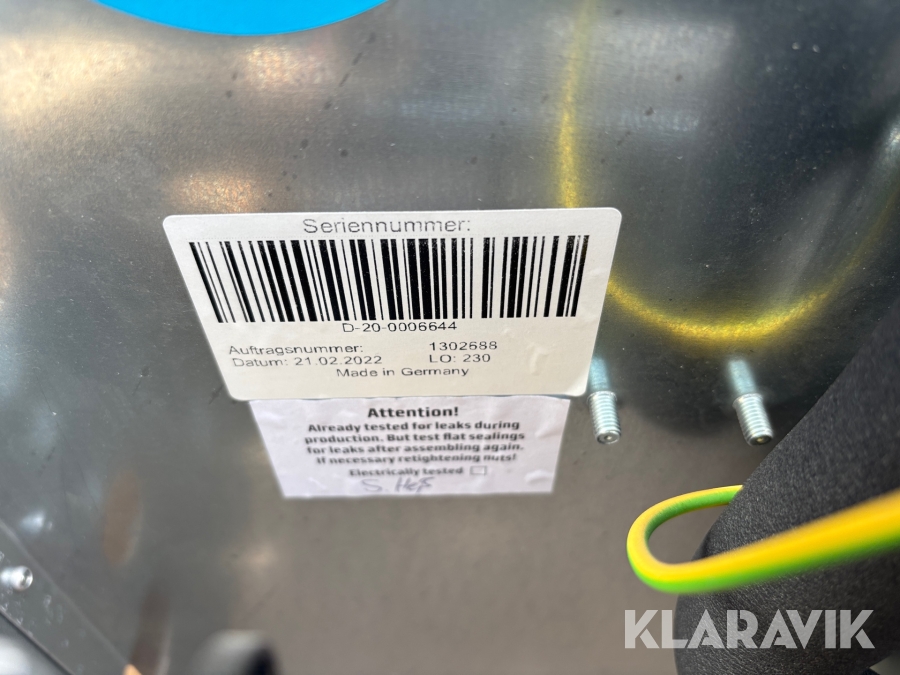 Seriennummer:
D-20-0006644
Auftragsnummer: 1302688
Datum: 21.02.2022 LO: 230
Made in Germany
Attention!
Already tested for leaks during
production. But test flat sealings
for leaks after assembling again.
If necessary retightening nuts!
Electrically tested
KLARAVIK